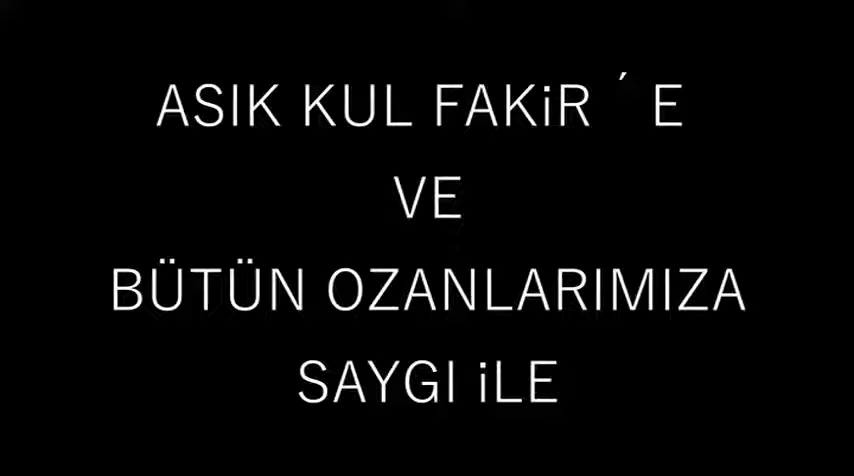 ASIK KUL FAKiR ´ E
VE
BÜTÜN OZANLARIMIZA
SAYGI iLE